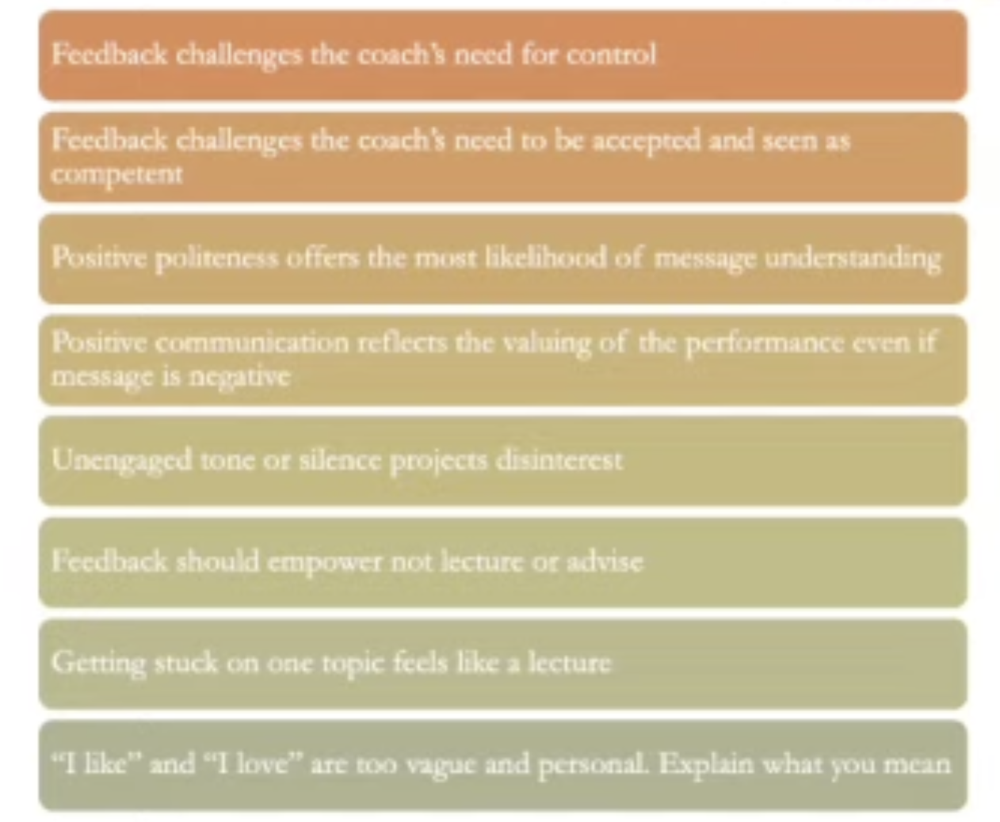 Feedback challenges the coach's need for control
Feedback challenges the coach's need to be accepted and seen as
competent
Positive politeness offers the most likelihood of message understanding
Positive communication reflects the valuing of the performance even if
message is negative
Unengaged tone or silence projects disinterest
Feedback should empower not lecture or advise
Getting stuck on one topic feels like a lecture
“I like” and “I love” are too vague and personal. Explain what you mean